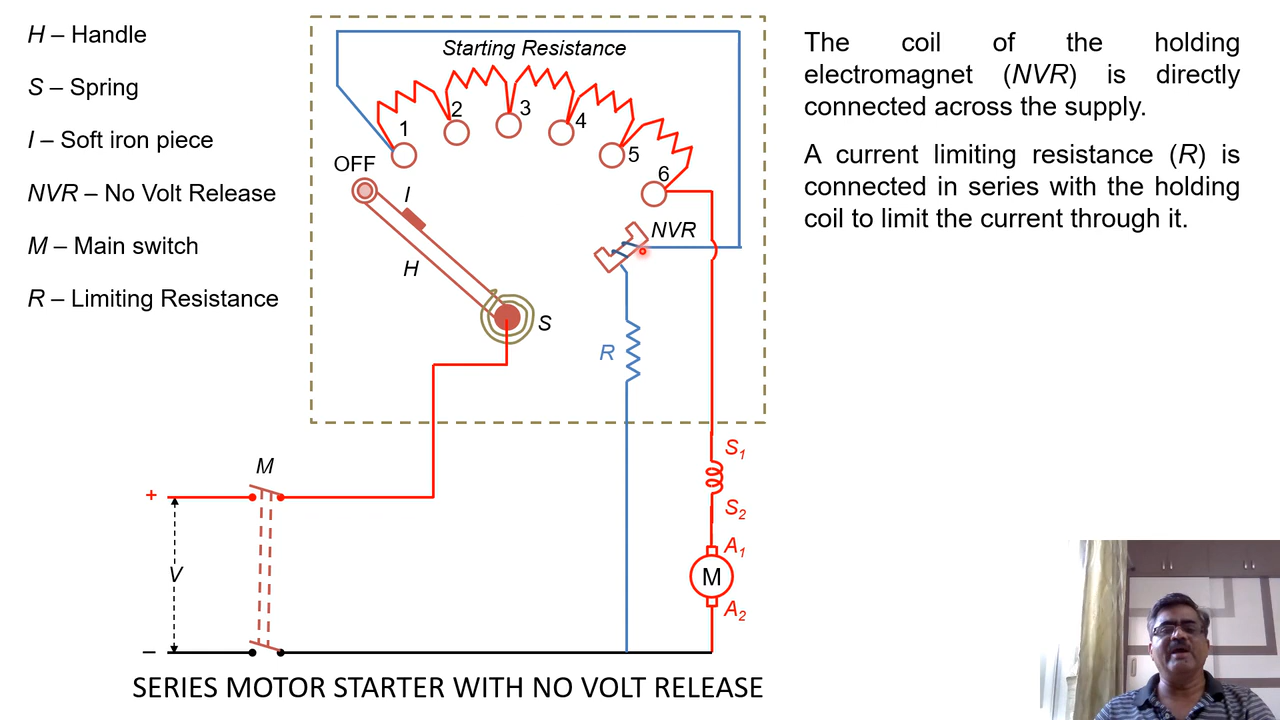 H – Handle
S – Spring
I – Soft iron piece
NVR – No Volt Release
M – Main switch
R – Limiting Resistance
Starting Resistance
1
2
3
4
5
6
OFF
I
H
S
NVR
R
The coil of the holding
electromagnet (NVR) is directly
connected across the supply.
A current limiting resistance (R) is
connected in series with the holding
coil to limit the current through it.
M
+
V
–
S1
S2
A1
M
A2
SERIES MOTOR STARTER WITH NO VOLT RELEASE